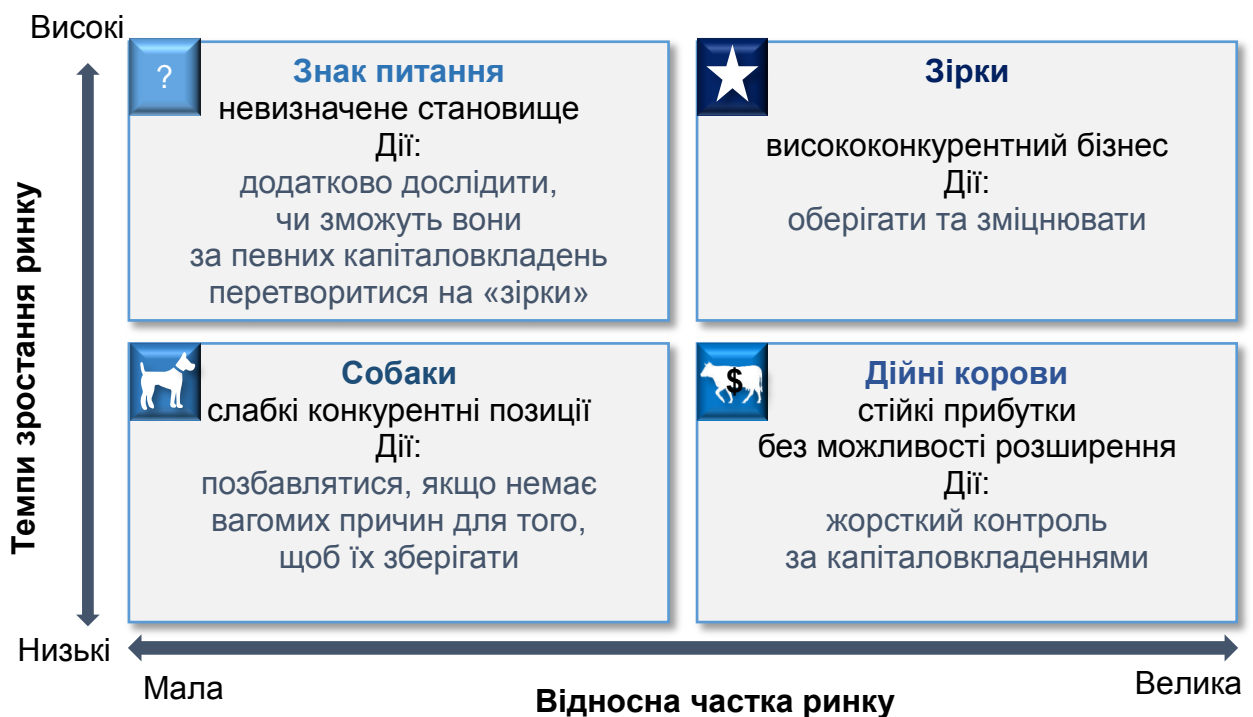 Високі
?
Знак питання
невизначене становище
Дії:
додатково дослідити,
чи зможуть вони
за певних капіталовкладень
перетворитися на «зірки»
Зірки
висококонкурентний бізнес
Дії:
оберігати та зміцнювати
Темпи зростання ринку
Собаки
слабкі конкурентні позиції
Дії:
позбавлятися, якщо немає
вагомих причин для того,
щоб їх зберігати
$
Дійні корови
стійкі прибутки
без можливості розширення
Дії:
жорсткий контроль
за капіталовкладеннями
Низькі
Мала
Відносна частка ринку
Велика